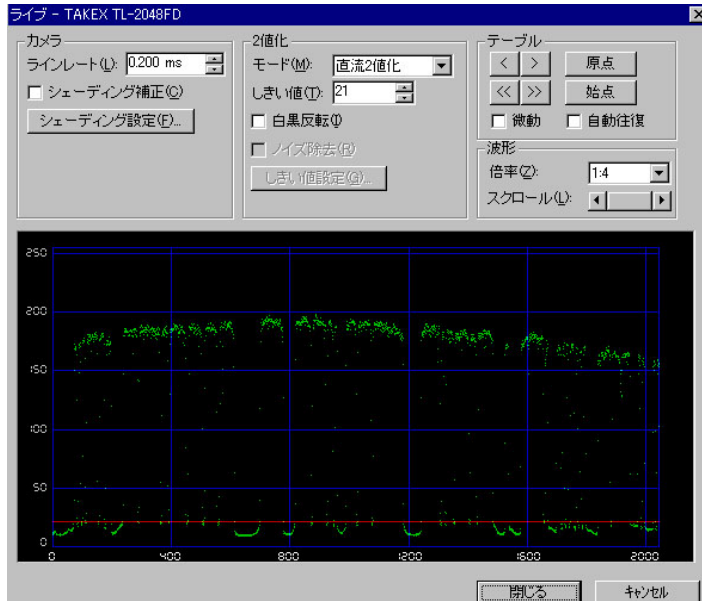 ライブ - TAKEX TL-2048FD
カメラ
ラインレート(L): 0.200 ms
シェーディング補正(C)
シェーディング設定(F)...
2値化
モード(M): 直流2値化
しきい値(T): 21
白黒反転(I)
ノイズ除去(R)
しきい値設定(G)...
テーブル
< > 原点
<< >> 始点
微動 自動往復
波形
倍率(Z): 1:4
スクロール(L):
250
200
150
100
50
0
0 400 800 1200 1600 2000
閉じる キャンセル